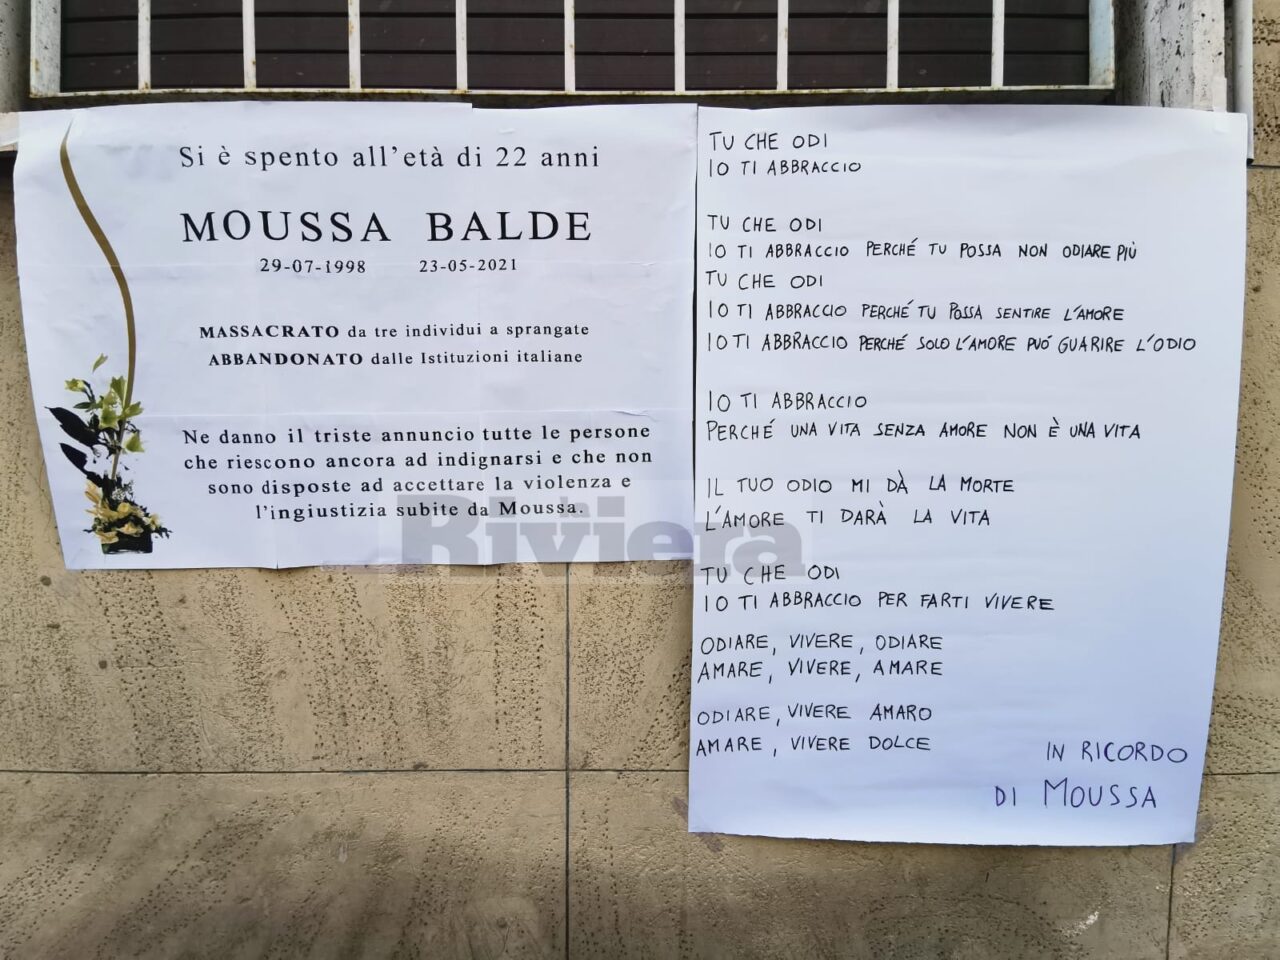 Si è spento all'età di 22 anni
MOUSSA BALDE
29-07-1998 23-05-2021
MASSACRATO da tre individui a sprangate
ABBANDONATO dalle Istituzioni italiane
Ne danno il triste annuncio tutte le persone
che riescono ancora ad indignarsi e che non
sono disposte ad accettare la violenza e
l'ingiustizia subite da Moussa.
TU CHE ODI
IO TI ABBRACCIO
TU CHE ODI
IO TI ABBRACCIO PERCHÉ TU POSSA NON ODIARE PIÙ
TU CHE ODI
IO TI ABBRACCIO PERCHÉ TU POSSA SENTIRE L'AMORE
IO TI ABBRACCIO PERCHÉ SOLO L'AMORE PUÓ GUARIRE L'ODIO
IO TI ABBRACCIO
PERCHÉ UNA VITA SENZA AMORE NON È UNA VITA
IL TUO ODIO MI DÀ LA MORTE
L'AMORE TI DARÀ LA VITA
TU CHE ODI
IO TI ABBRACCIO PER FARTI VIVERE
ODIARE, VIVERE, ODIARE
AMARE, VIVERE, AMARE
ODIARE, VIVERE AMARO
AMARE, VIVERE DOLCE
IN RICORDO
DI MOUSSA
the
Riviera